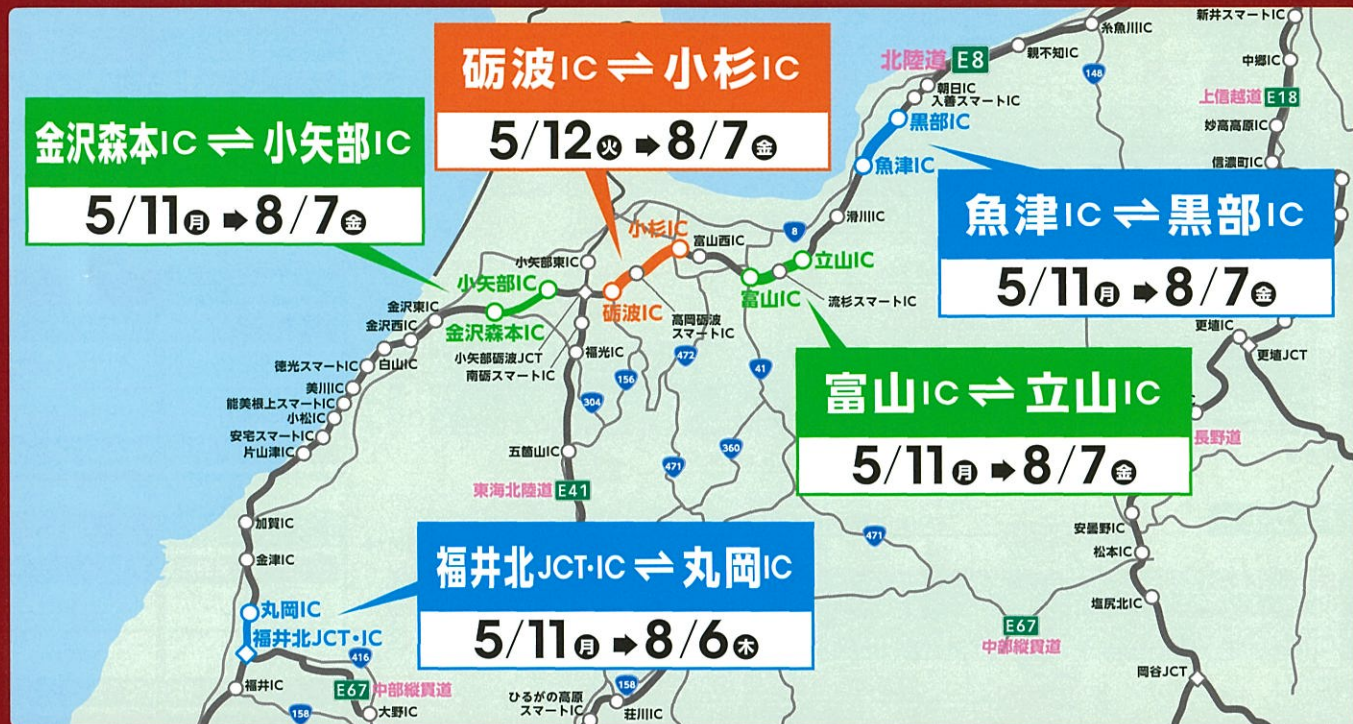 砺波IC ⇌ 小杉IC
5/12火 ➡ 8/7金
金沢森本IC ⇌ 小矢部IC
5/11月 ➡ 8/7金
魚津IC ⇌ 黒部IC
5/11月 ➡ 8/7金
富山IC ⇌ 立山IC
5/11月 ➡ 8/7金
福井北JCT・IC ⇌ 丸岡IC
5/11月 ➡ 8/6木
新井スマートIC
糸魚川IC
北陸道 E8
親不知IC
中郷IC
148
朝日IC
入善スマートIC
上信越道 E18
黒部IC
妙高高原IC
魚津IC
信濃町IC
滑川IC
8
小杉IC
富山西IC
小矢部東IC
立山IC
小矢部IC
富山IC
流杉スマートIC
砺波IC
金沢東IC
金沢森本IC
高岡砺波
スマートIC
金沢西IC
更埴IC
小矢部砺波JCT
福光IC
472
更埴JCT
徳光スマートIC
白山IC
南砺スマートIC
41
156
美川IC
能美根上スマートIC
304
小松IC
IC
安宅スマートIC
長野道
片山津IC
五箇山IC
360
471
東海北陸道 E41
加賀IC
安曇野IC
471
松本IC
金津IC
塩尻北IC
丸岡IC
福井北JCT・IC
E67
中部縦貫道
416
岡谷JCT
福井IC
E67 中部縦貫道
158
ひるがの高原
スマートIC
158
大野IC
荘川IC